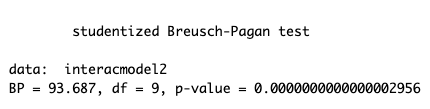 studentized Breusch-Pagan test
data:  interacmodel2
BP = 93.687, df = 9, p-value = 0.0000000000000002956